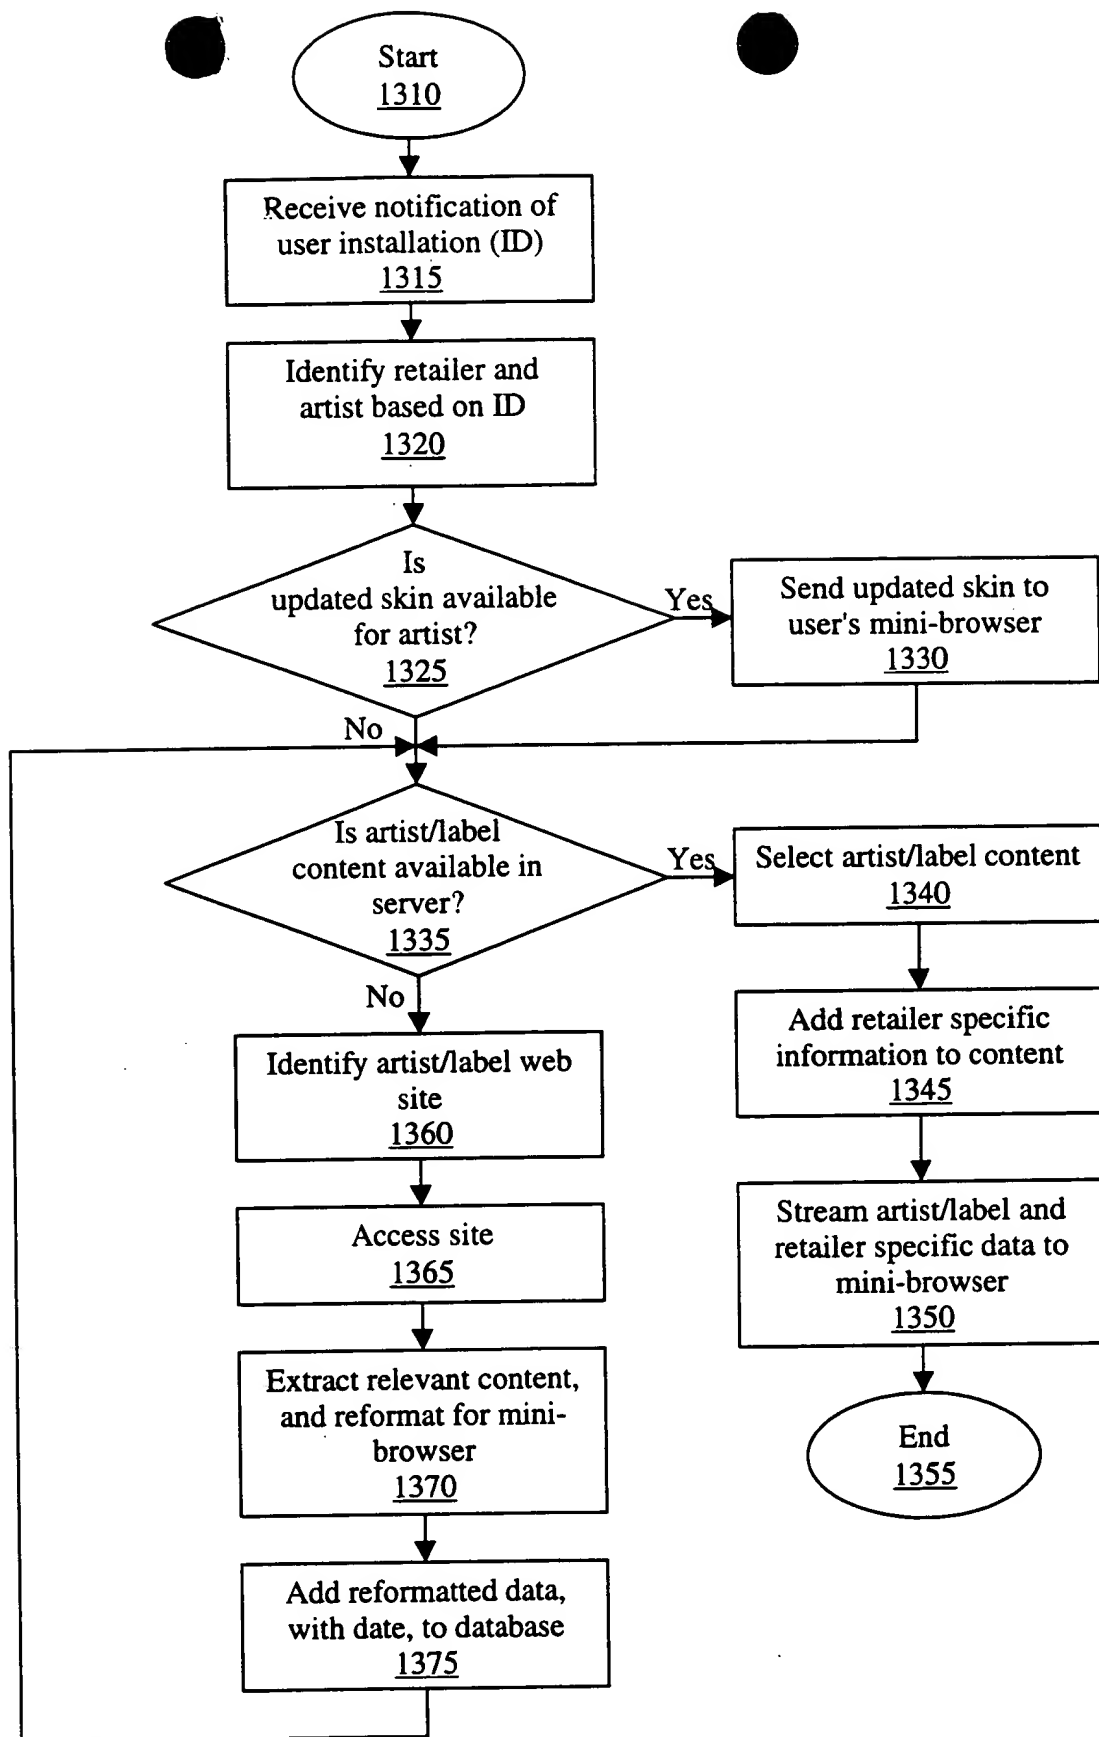 Start
1310
Receive notification of
user installation (ID)
1315
Identify retailer and
artist based on ID
1320
Is
updated skin available
for artist?
1325
Yes
Send updated skin to
user's mini-browser
1330
No
Is artist/label
content available in
server?
1335
Yes
Select artist/label content
1340
Add retailer specific
information to content
1345
Stream artist/label and
retailer specific data to
mini-browser
1350
End
1355
No
Identify artist/label web
site
1360
Access site
1365
Extract relevant content,
and reformat for mini-
browser
1370
Add reformatted data,
with date, to database
1375